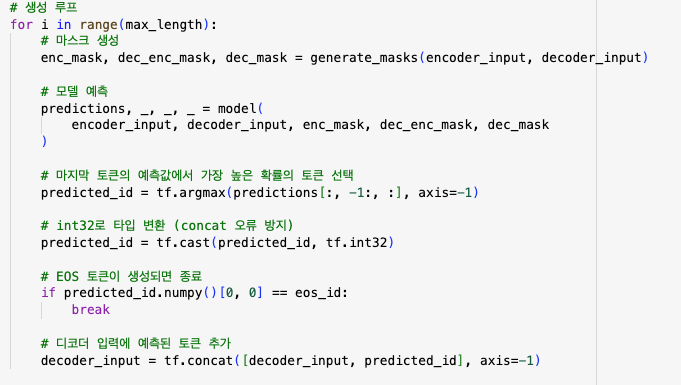 # 생성 루프
for i in range(max_length):
    # 마스크 생성
    enc_mask, dec_enc_mask, dec_mask = generate_masks(encoder_input, decoder_input)

    # 모델 예측
    predictions, _, _, _ = model(
        encoder_input, decoder_input, enc_mask, dec_enc_mask, dec_mask
    )

    # 마지막 토큰의 예측값에서 가장 높은 확률의 토큰 선택
    predicted_id = tf.argmax(predictions[:, -1:, :], axis=-1)

    # int32로 타입 변환 (concat 오류 방지)
    predicted_id = tf.cast(predicted_id, tf.int32)

    # EOS 토큰이 생성되면 종료
    if predicted_id.numpy()[0, 0] == eos_id:
        break

    # 디코더 입력에 예측된 토큰 추가
    decoder_input = tf.concat([decoder_input, predicted_id], axis=-1)